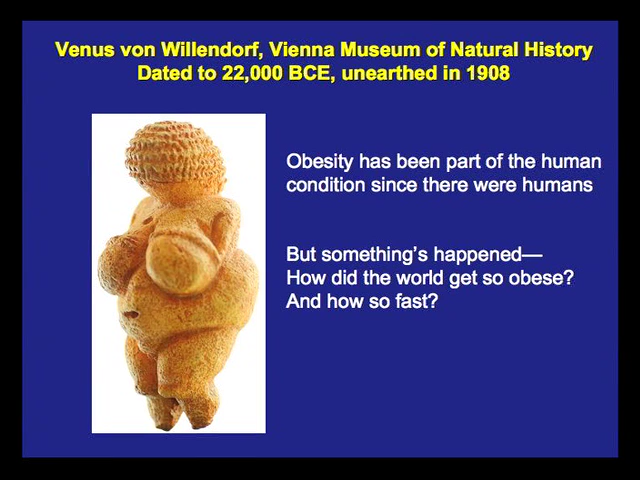 Venus von Willendorf, Vienna Museum of Natural History
Dated to 22,000 BCE, unearthed in 1908
Obesity has been part of the human
condition since there were humans
But something’s happened—
How did the world get so obese?
And how so fast?